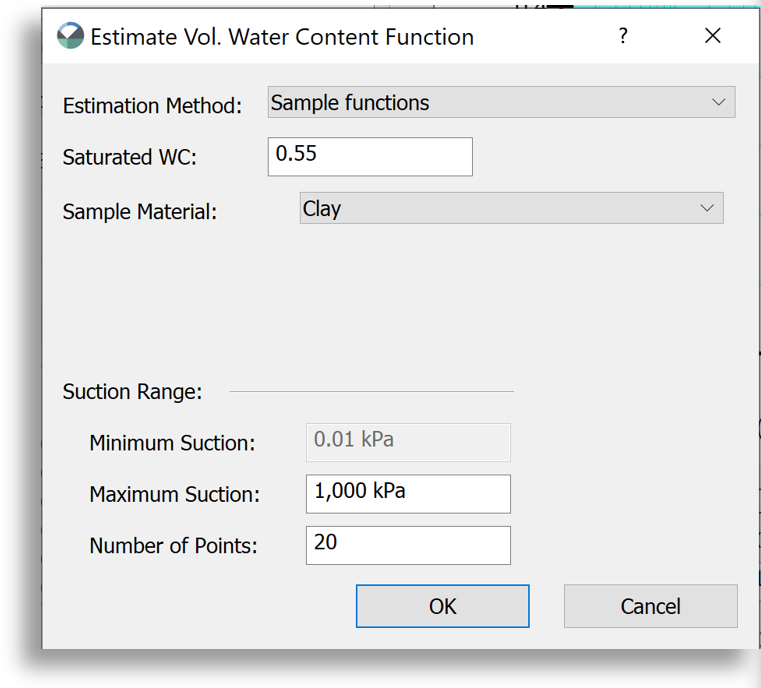 Estimate Vol. Water Content Function ?
Estimation Method: Sample functions
Saturated WC: 0.55
Sample Material: Clay
Suction Range:
Minimum Suction: 0.01 kPa
Maximum Suction: 1,000 kPa
Number of Points: 20
OK Cancel